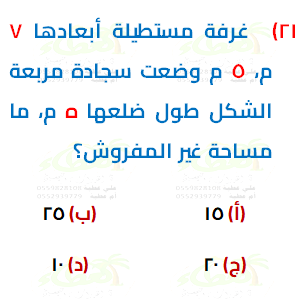 ٢١) غرفة مستطيلة أبعادها ٧
م، ٥ م وضعت سجادة مربعة
الشكل طول ضلعها ٥ م، ما
مساحة غير المفروش؟
(أ) ١٥ (ب) ٢٥
(ج) ٢٠ (د) ١٠